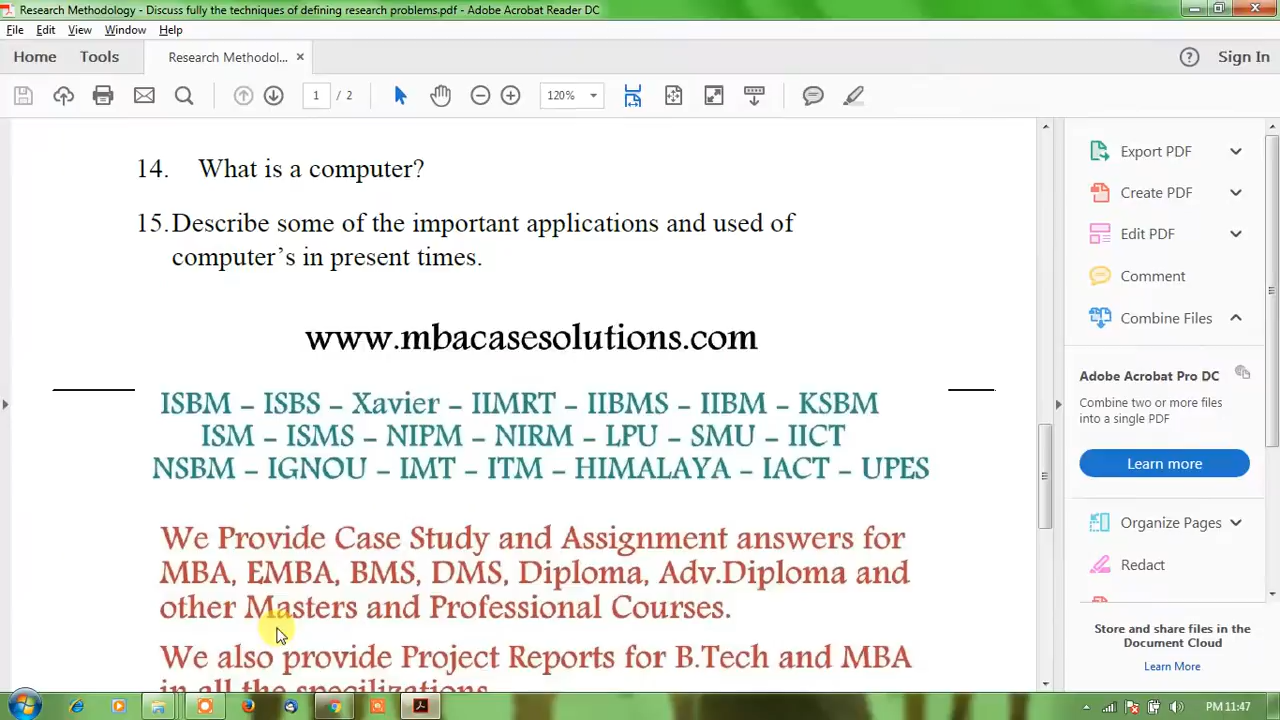 Research Methodology - Discuss fully the techniques of defining research problems.pdf - Adobe Acrobat Reader DC
File Edit View Window Help
Home Tools Research Methodol... Sign In
1 / 2 120%
14. What is a computer?
15. Describe some of the important applications and used of
computer’s in present times.
www.mbacasesolutions.com
ISBM – ISBS – Xavier – IIMRT – IIBMS – IIBM – KSBM
ISM – ISMS – NIPM – NIRM – LPU – SMU – IICT
NSBM – IGNOU – IMT – ITM – HIMALAYA – IACT – UPES
We Provide Case Study and Assignment answers for
MBA, EMBA, BMS, DMS, Diploma, Adv.Diploma and
other Masters and Professional Courses.
We also provide Project Reports for B.Tech and MBA
in all the specilizations
Export PDF
Create PDF
Edit PDF
Comment
Combine Files
Adobe Acrobat Pro DC
Combine two or more files
into a single PDF
Learn more
Organize Pages
Redact
Store and share files in the
Document Cloud
Learn More
PM 11:47